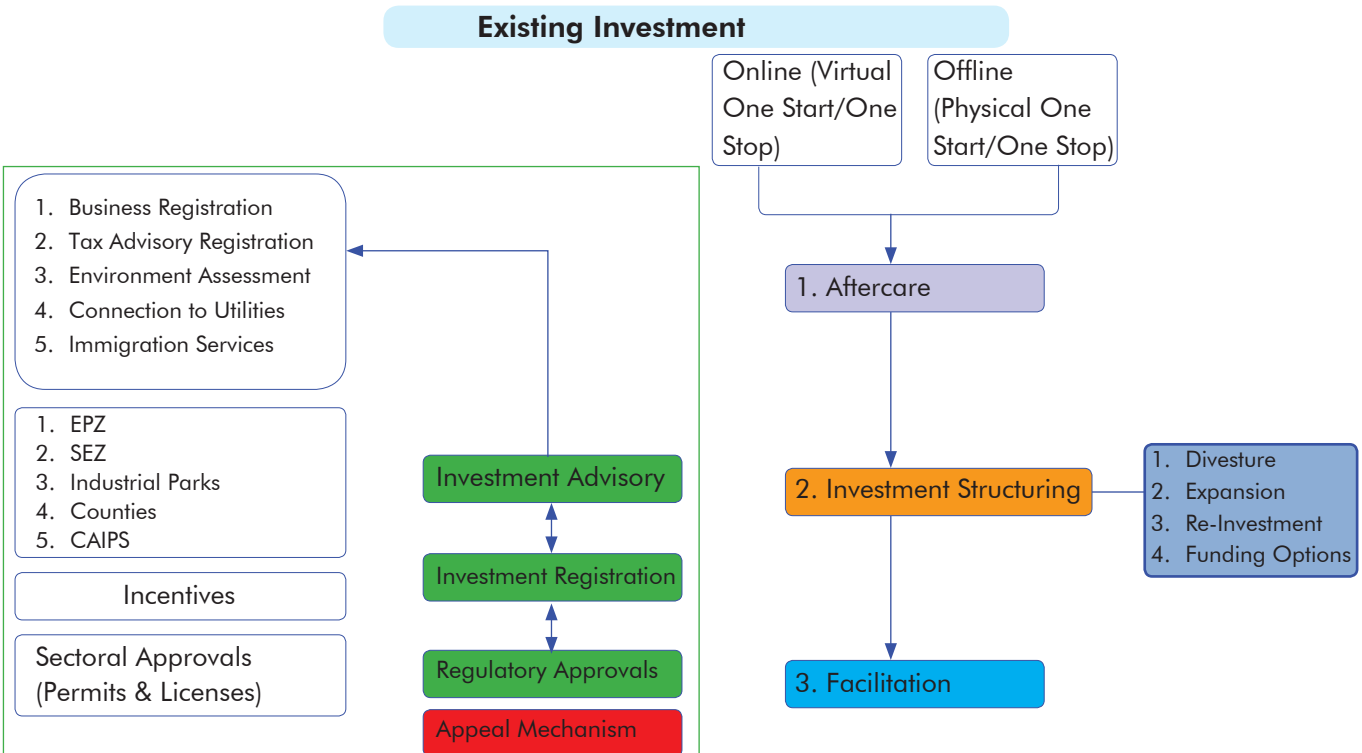 Existing Investment
Online (Virtual
One Start/One
Stop)
Offline
(Physical One
Start/One Stop)
1. Business Registration
2. Tax Advisory Registration
3. Environment Assessment
4. Connection to Utilities
5. Immigration Services
1. EPZ
2. SEZ
3. Industrial Parks
4. Counties
5. CAIPS
Incentives
Sectoral Approvals
(Permits & Licenses)
Investment Advisory
Investment Registration
Regulatory Approvals
Appeal Mechanism
1. Aftercare
2. Investment Structuring
3. Facilitation
1. Divesture
2. Expansion
3. Re-Investment
4. Funding Options